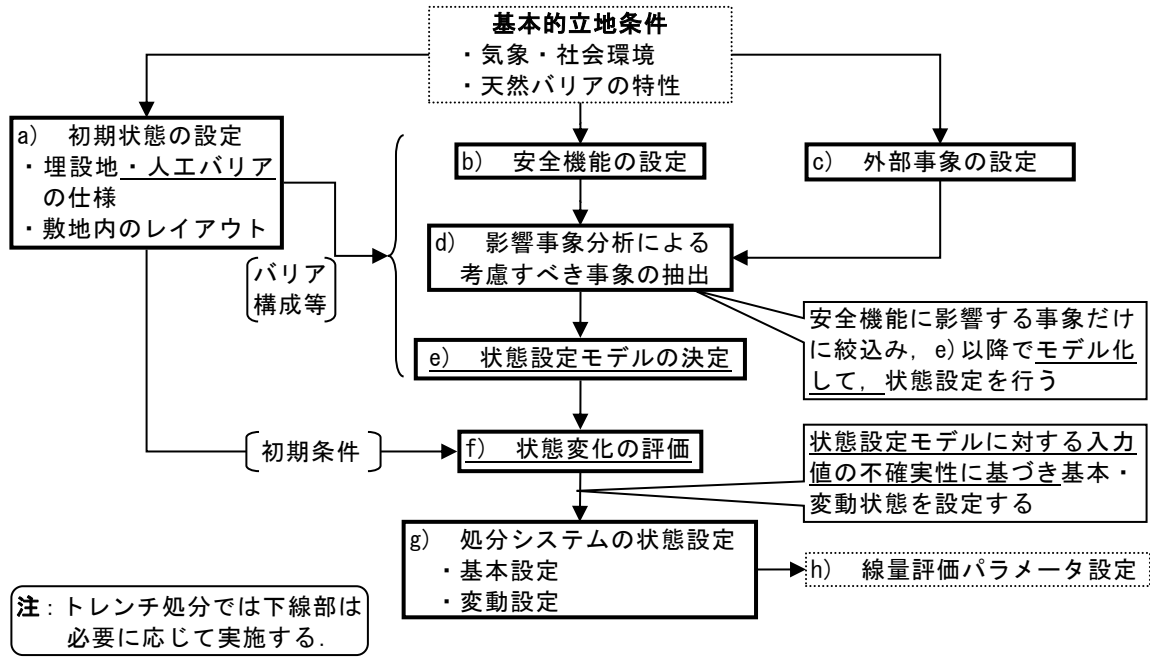 基本的立地条件
・気象・社会環境
・天然バリアの特性
a) 初期状態の設定
・埋設地・人工バリア
の仕様
・敷地内のレイアウト
b) 安全機能の設定
c) 外部事象の設定
d) 影響事象分析による
考慮すべき事象の抽出
バリア
構成等
安全機能に影響する事象だけ
に絞込み，e)以降でモデル化
して，状態設定を行う
e) 状態設定モデルの決定
初期条件
f) 状態変化の評価
状態設定モデルに対する入力
値の不確実性に基づき基本・
変動状態を設定する
g) 処分システムの状態設定
・基本設定
・変動設定
h) 線量評価パラメータ設定
注：トレンチ処分では下線部は
必要に応じて実施する．